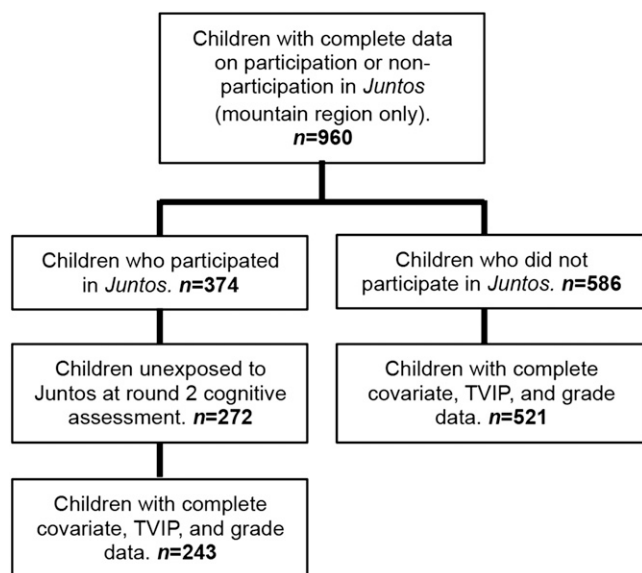 Children with complete data
on participation or non-
participation in Juntos
(mountain region only).
n=960
Children who participated
in Juntos. n=374
Children who did not
participate in Juntos. n=586
Children unexposed to
Juntos at round 2 cognitive
assessment. n=272
Children with complete
covariate, TVIP, and grade
data. n=521
Children with complete
covariate, TVIP, and grade
data. n=243